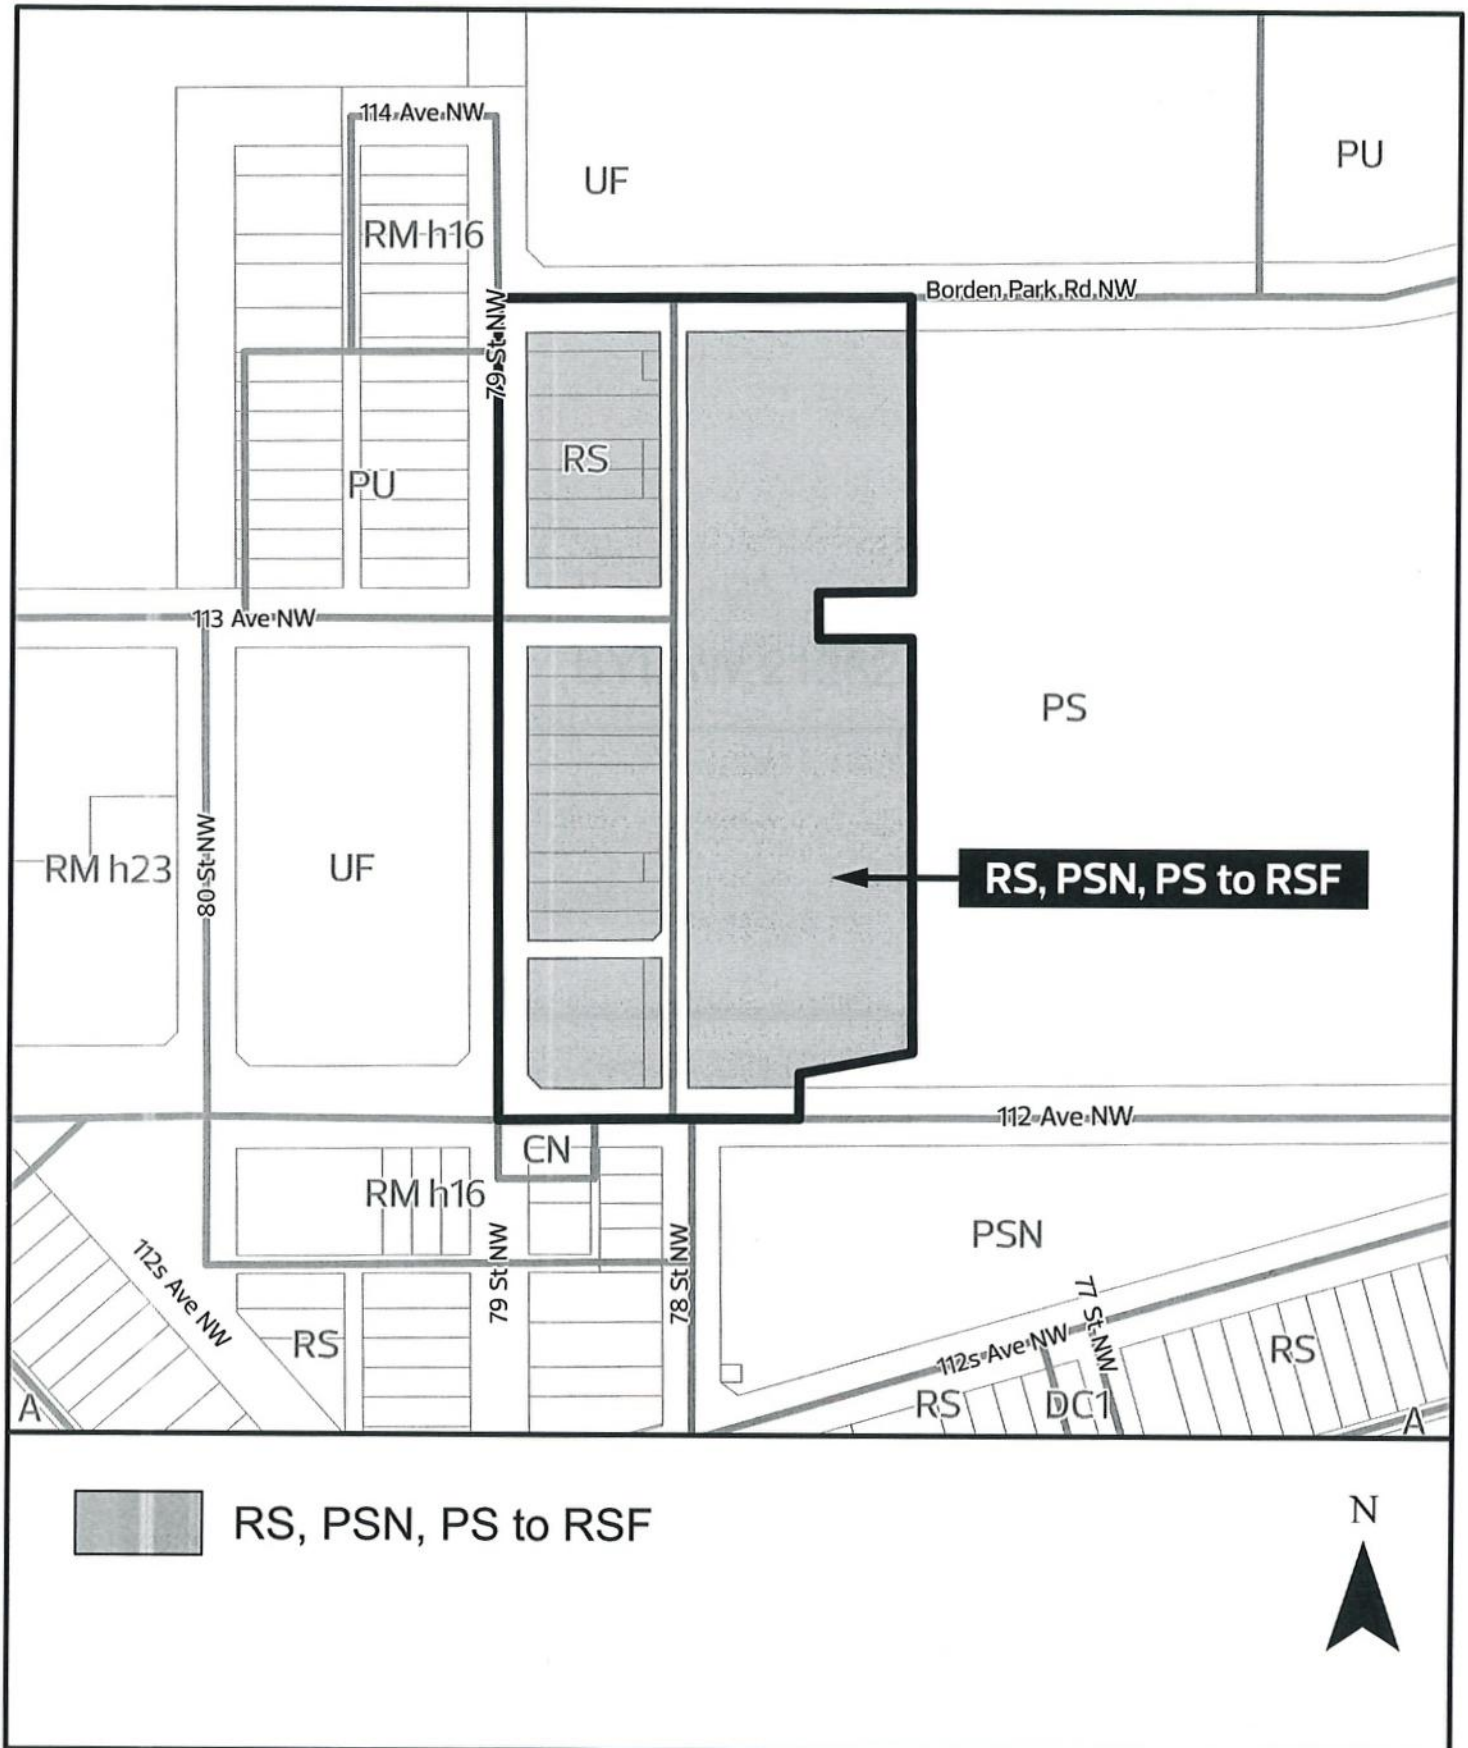 114 Ave NW
UF
PU
RM h16
Borden Park Rd NW
79 St NW
RS
PU
113 Ave NW
PS
RM h23
80 St NW
UF
RS, PSN, PS to RSF
112 Ave NW
CN
RM h16
PSN
112s Ave NW
79 St NW
78 St NW
77 St NW
RS
112s Ave NW
RS
A
RS
DC1
A
RS, PSN, PS to RSF
N